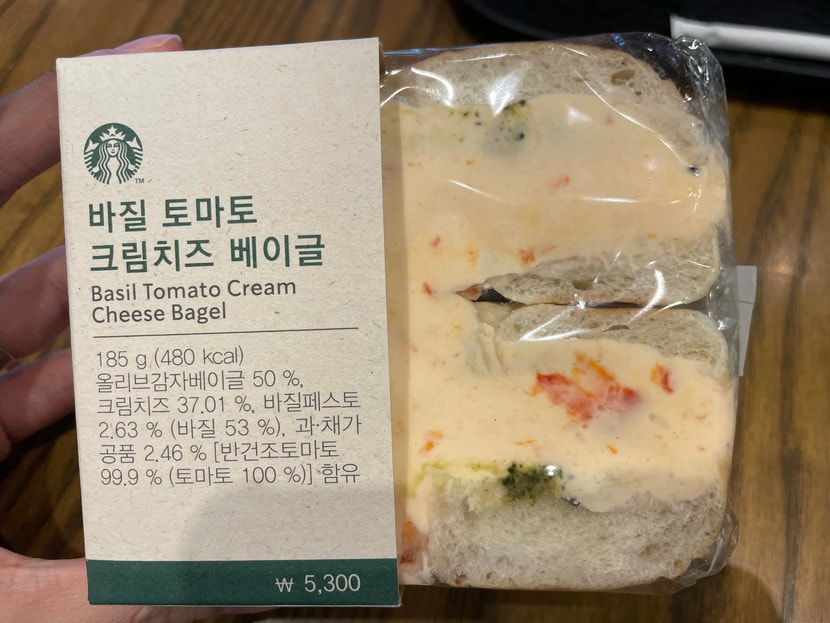 TM
바질 토마토
크림치즈 베이글
Basil Tomato Cream
Cheese Bagel
185 g (480 kcal)
올리브감자베이글 50 %,
크림치즈 37.01 %, 바질페스토
2.63 % (바질 53 %), 과·채가
공품 2.46 % [반건조토마토
99.9 % (토마토 100 %)] 함유
₩ 5,300